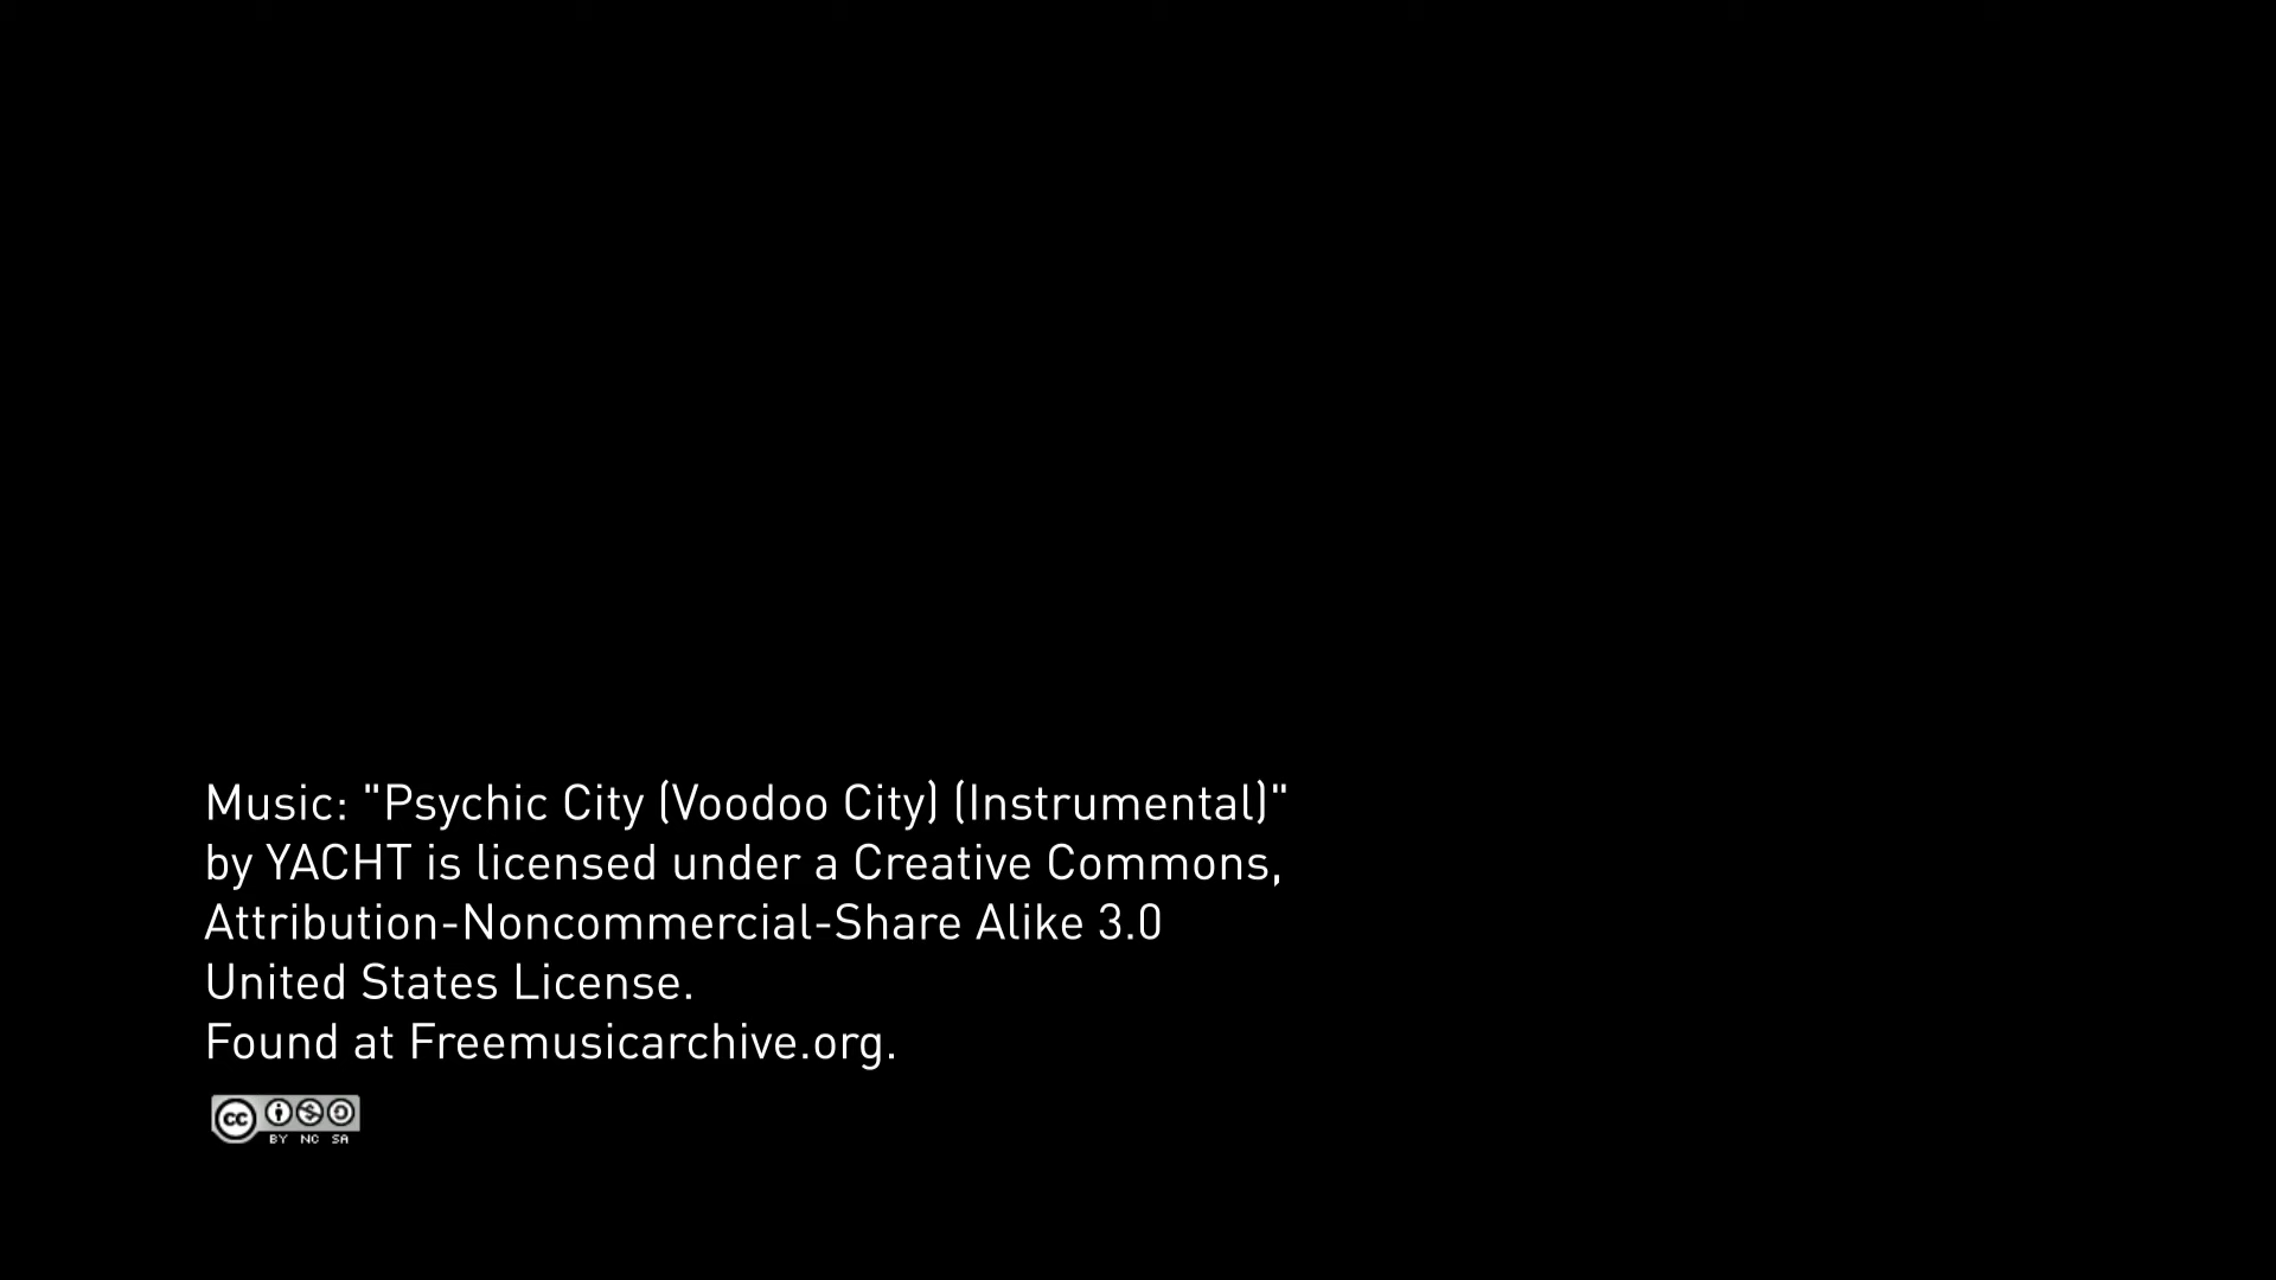 Music: "Psychic City (Voodoo City) (Instrumental)"
by YACHT is licensed under a Creative Commons,
Attribution-Noncommercial-Share Alike 3.0
United States License.
Found at Freemusicarchive.org.
cc
BY NC SA